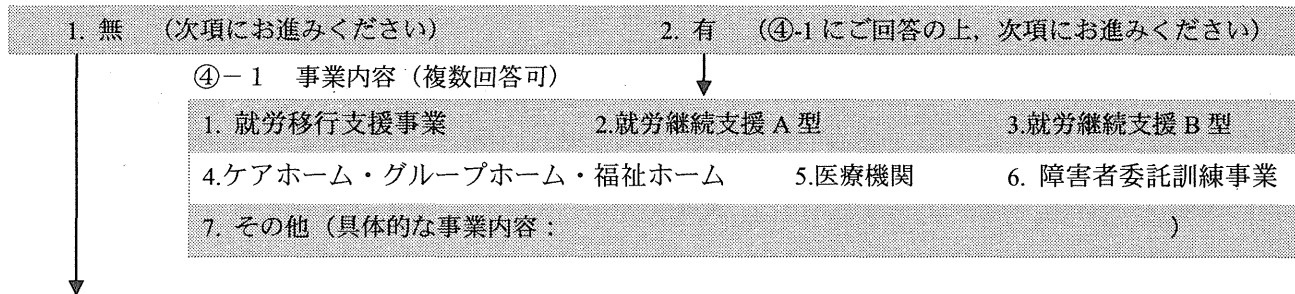 1. 無 （次項にお進みください） 2. 有 （④-1 にご回答の上，次項にお進みください）
④－1 事業内容（複数回答可）
1. 就労移行支援事業 2.就労継続支援 A 型 3.就労継続支援 B 型
4.ケアホーム・グループホーム・福祉ホーム 5.医療機関 6. 障害者委託訓練事業
7. その他（具体的な事業内容： ）